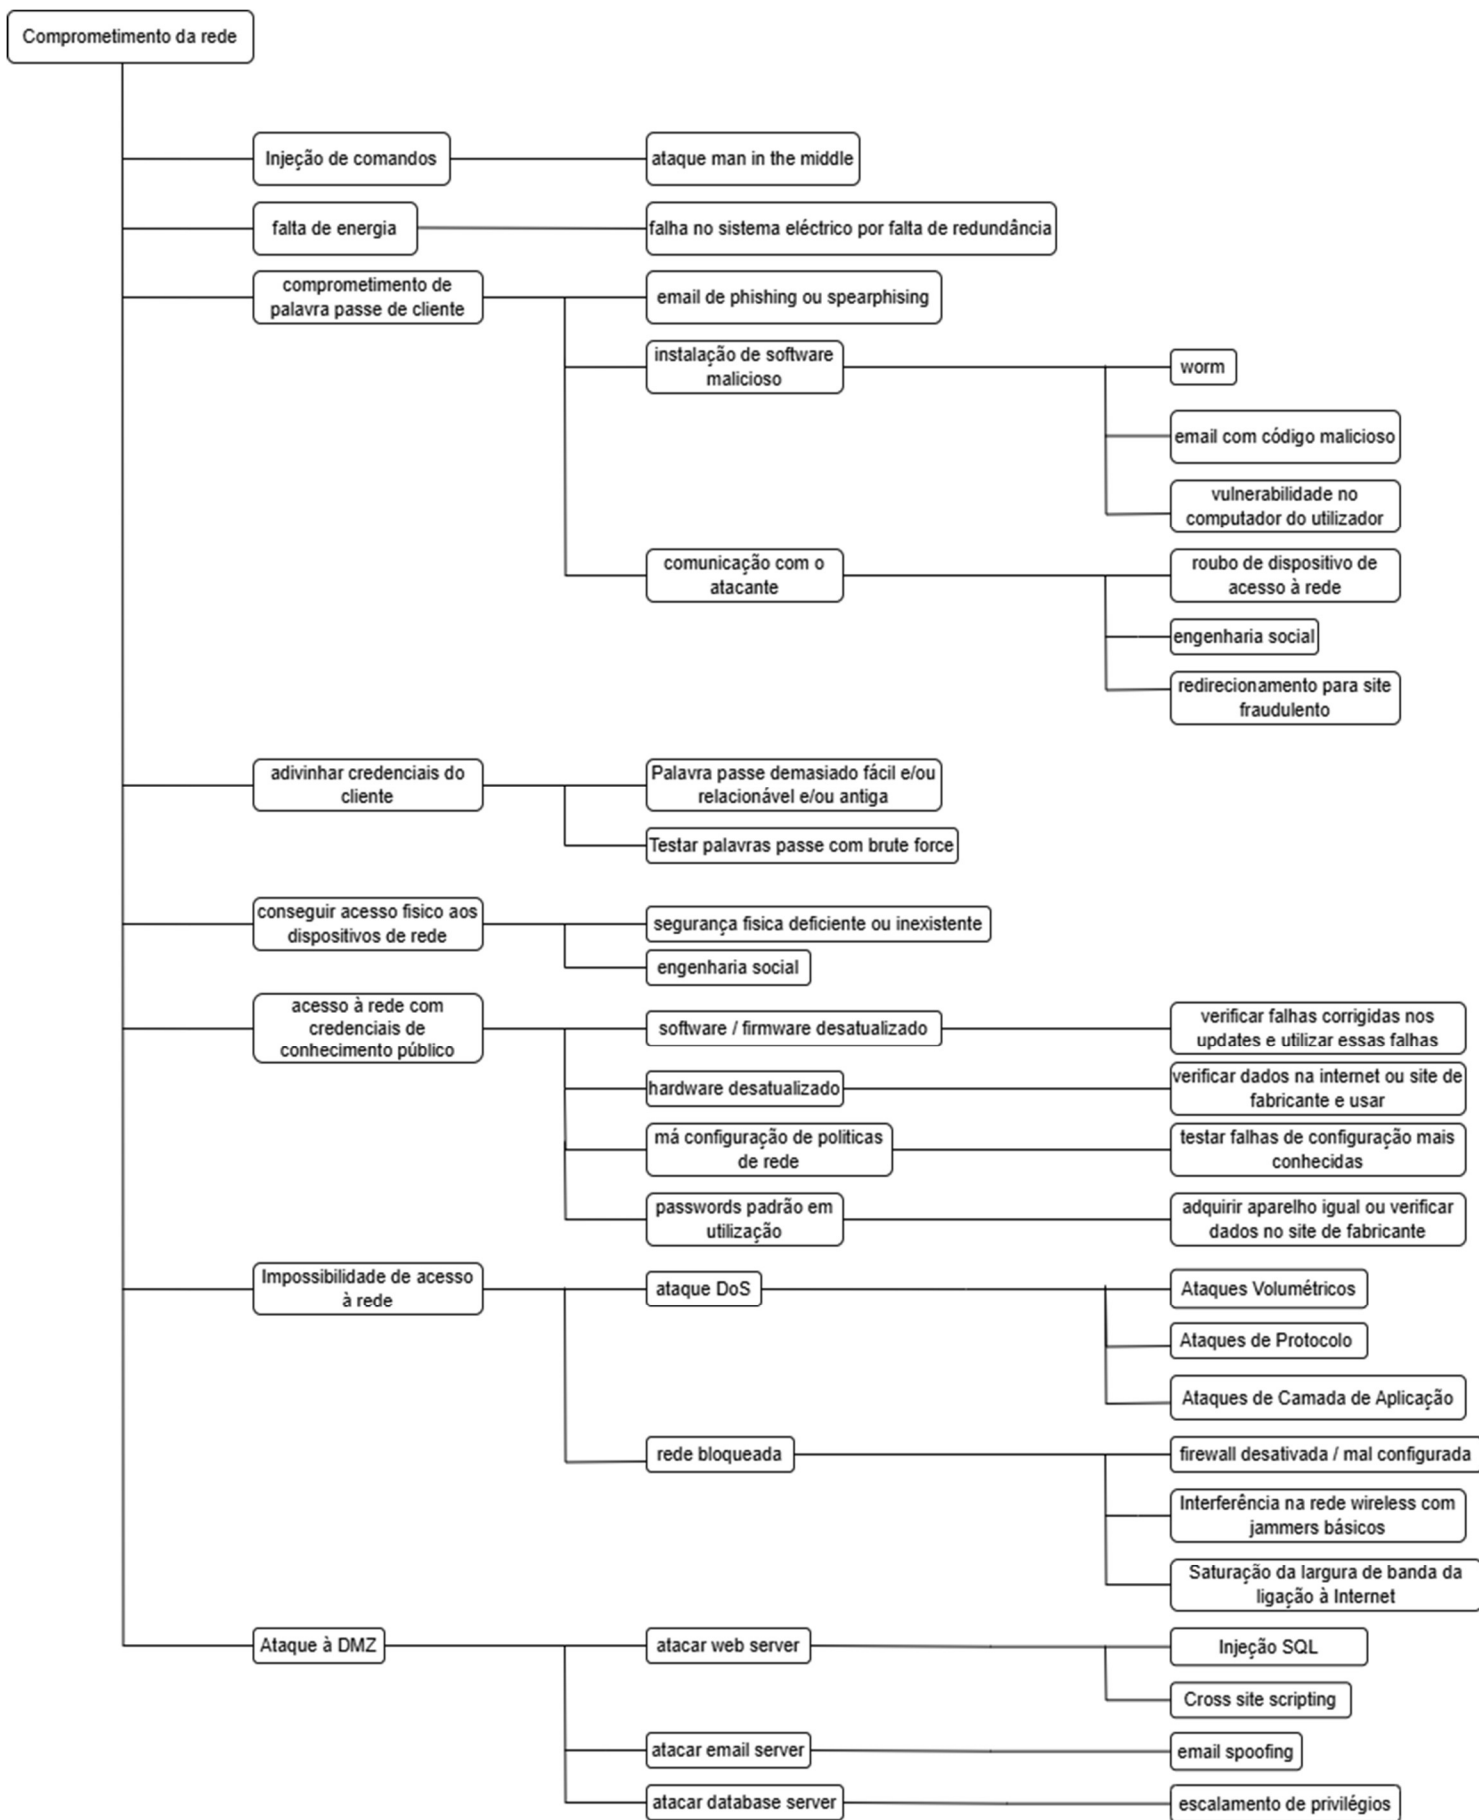 Comprometimento da rede
Injeção de comandos
ataque man in the middle
falta de energia
falha no sistema eléctrico por falta de redundância
comprometimento de
palavra passe de cliente
email de phishing ou spearphising
instalação de software
malicioso
worm
email com código malicioso
vulnerabilidade no
computador do utilizador
comunicação com o
atacante
roubo de dispositivo de
acesso à rede
engenharia social
redirecionamento para site
fraudulento
adivinhar credenciais do
cliente
Palavra passe demasiado fácil e/ou
relacionável e/ou antiga
Testar palavras passe com brute force
conseguir acesso fisico aos
dispositivos de rede
segurança fisica deficiente ou inexistente
engenharia social
acesso à rede com
credenciais de
conhecimento público
software / firmware desatualizado
verificar falhas corrigidas nos
updates e utilizar essas falhas
hardware desatualizado
verificar dados na internet ou site de
fabricante e usar
má configuração de politicas
de rede
testar falhas de configuração mais
conhecidas
passwords padrão em
utilização
adquirir aparelho igual ou verificar
dados no site de fabricante
Impossibilidade de acesso
à rede
ataque DoS
Ataques Volumétricos
Ataques de Protocolo
Ataques de Camada de Aplicação
rede bloqueada
firewall desativada / mal configurada
Interferência na rede wireless com
jammers básicos
Saturação da largura de banda da
ligação à Internet
Ataque à DMZ
atacar web server
Injeção SQL
Cross site scripting
atacar email server
email spoofing
atacar database server
escalamento de privilégios